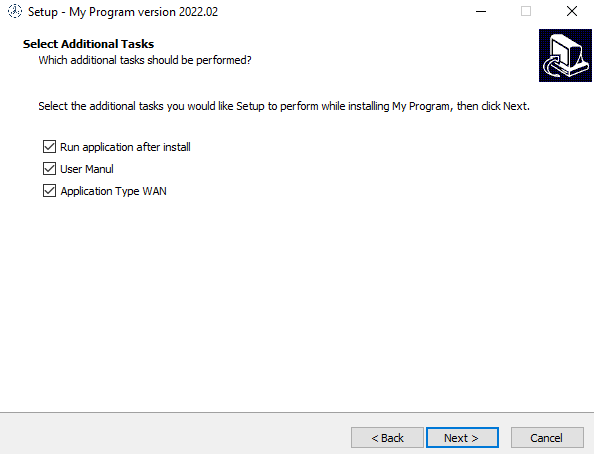 Setup - My Program version 2022.02
Select Additional Tasks
Which additional tasks should be performed?
Select the additional tasks you would like Setup to perform while installing My Program, then click Next.
Run application after install
User Manul
Application Type WAN
< Back
Next >
Cancel